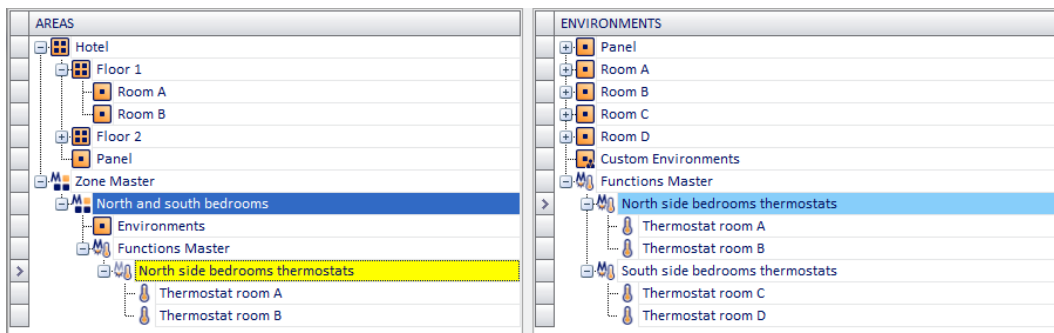 AREAS
Hotel
Floor 1
Room A
Room B
Floor 2
Panel
Zone Master
North and south bedrooms
Environments
Functions Master
North side bedrooms thermostats
Thermostat room A
Thermostat room B
ENVIRONMENTS
Panel
Room A
Room B
Room C
Room D
Custom Environments
Functions Master
North side bedrooms thermostats
Thermostat room A
Thermostat room B
South side bedrooms thermostats
Thermostat room C
Thermostat room D